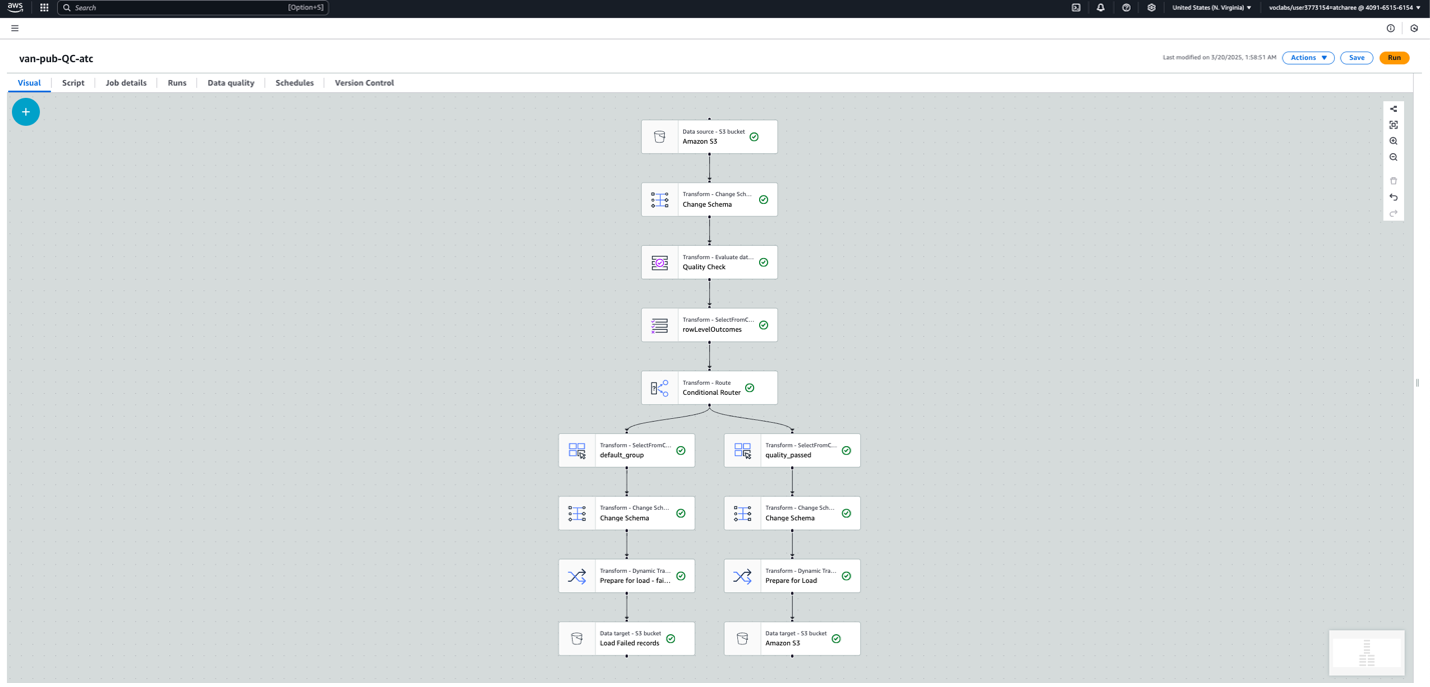 aws
Search
[Option+S]
United States (N. Virginia)
voclabs/user3773154=atcharee @ 4091-6515-6154
van-pub-QC-atc
Last modified on 3/20/2025, 1:58:51 AM
Actions
Save
Run
Visual
Script
Job details
Runs
Data quality
Schedules
Version Control
Data source - S3 bucket
Amazon S3
Transform - Change Sch...
Change Schema
Transform - Evaluate dat...
Quality Check
Transform - SelectFromC...
rowLevelOutcomes
Transform - Route
Conditional Router
Transform - SelectFromC...
default_group
Transform - SelectFromC...
quality_passed
Transform - Change Sch...
Change Schema
Transform - Change Sch...
Change Schema
Transform - Dynamic Tra...
Prepare for load - fai...
Transform - Dynamic Tra...
Prepare for Load
Data target - S3 bucket
Load Failed records
Data target - S3 bucket
Amazon S3